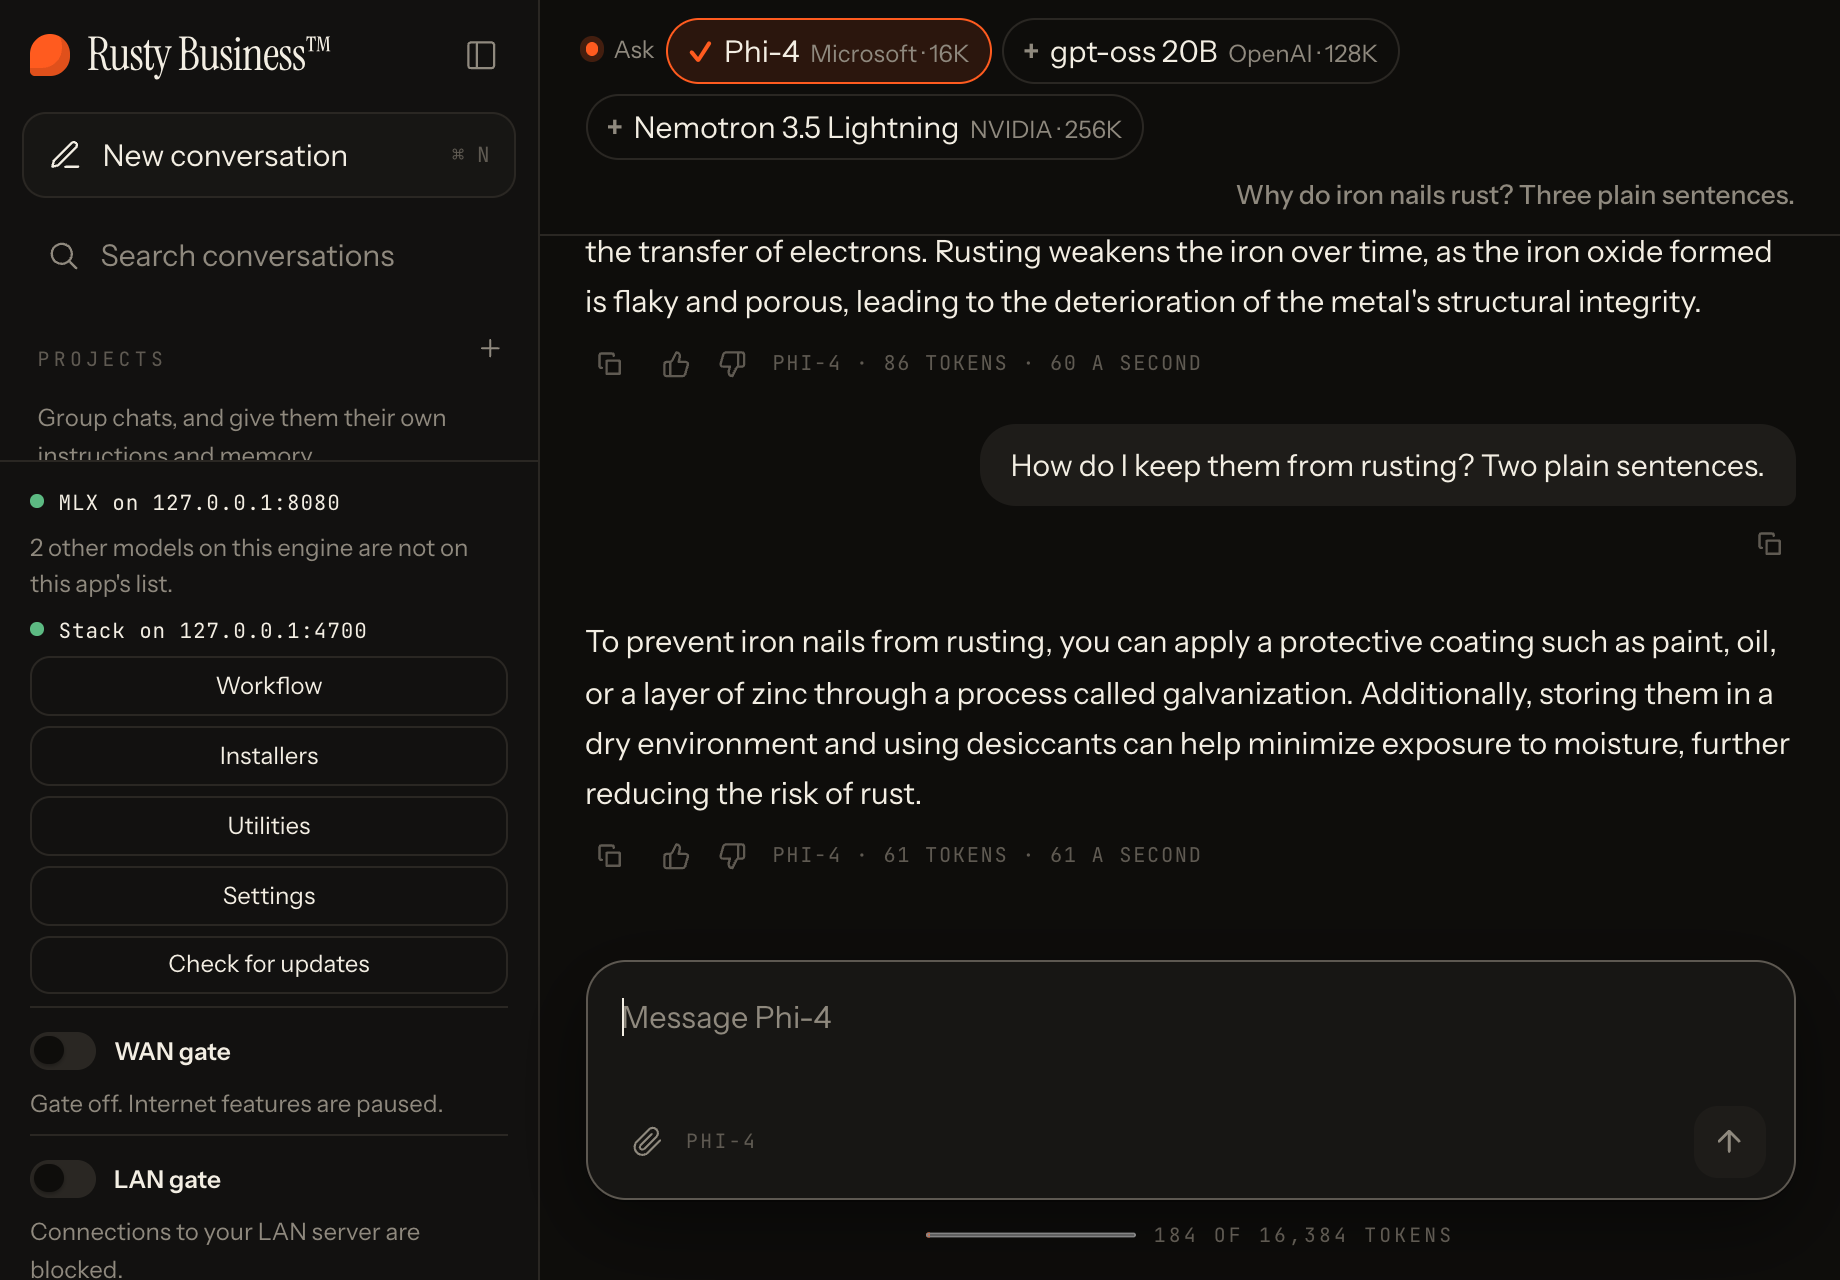 Rusty Business™
New conversation ⌘ N
Search conversations
PROJECTS +
Group chats, and give them their own
instructions and memory.
MLX on 127.0.0.1:8080
2 other models on this engine are not on
this app's list.
Stack on 127.0.0.1:4700
Workflow
Installers
Utilities
Settings
Check for updates
WAN gate
Gate off. Internet features are paused.
LAN gate
Connections to your LAN server are
blocked.
Ask
Phi-4 Microsoft · 16K
+ gpt-oss 20B OpenAI · 128K
+ Nemotron 3.5 Lightning NVIDIA · 256K
Why do iron nails rust? Three plain sentences.
the transfer of electrons. Rusting weakens the iron over time, as the iron oxide formed
is flaky and porous, leading to the deterioration of the metal's structural integrity.
PHI-4 · 86 TOKENS · 60 A SECOND
How do I keep them from rusting? Two plain sentences.
To prevent iron nails from rusting, you can apply a protective coating such as paint, oil,
or a layer of zinc through a process called galvanization. Additionally, storing them in a
dry environment and using desiccants can help minimize exposure to moisture, further
reducing the risk of rust.
PHI-4 · 61 TOKENS · 61 A SECOND
Message Phi-4
PHI-4
184 OF 16,384 TOKENS